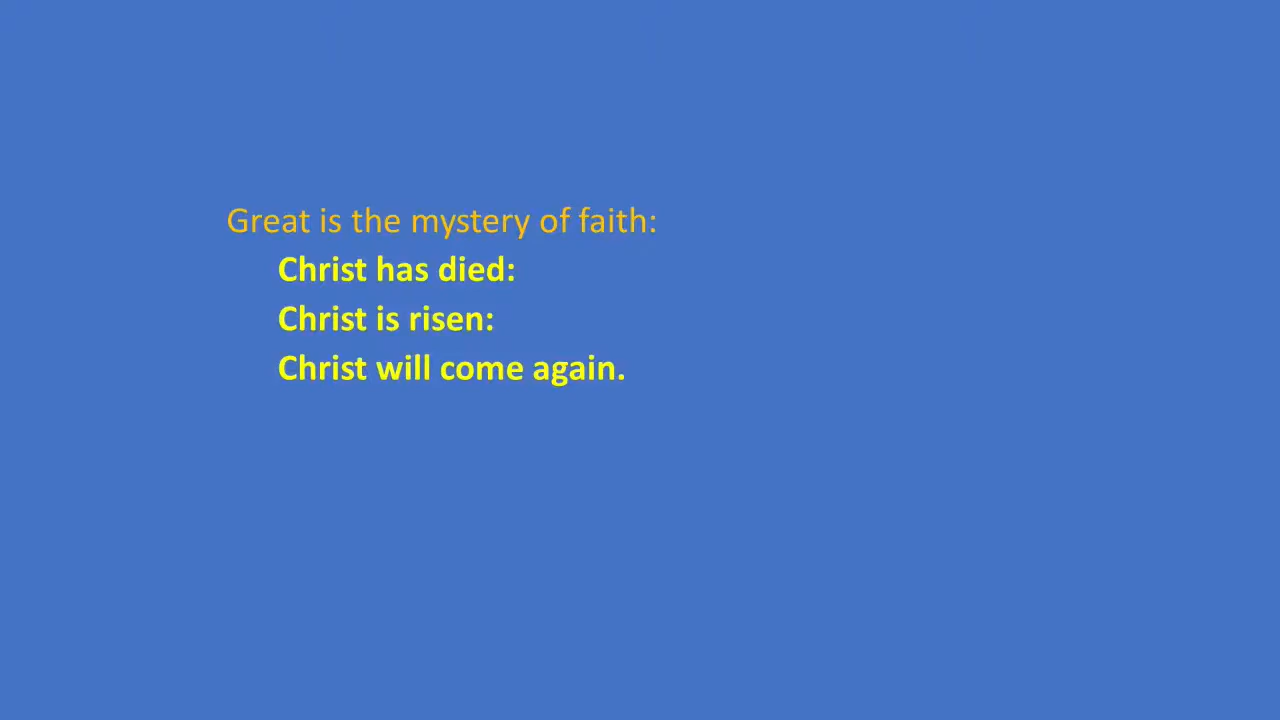 Great is the mystery of faith:
Christ has died:
Christ is risen:
Christ will come again.